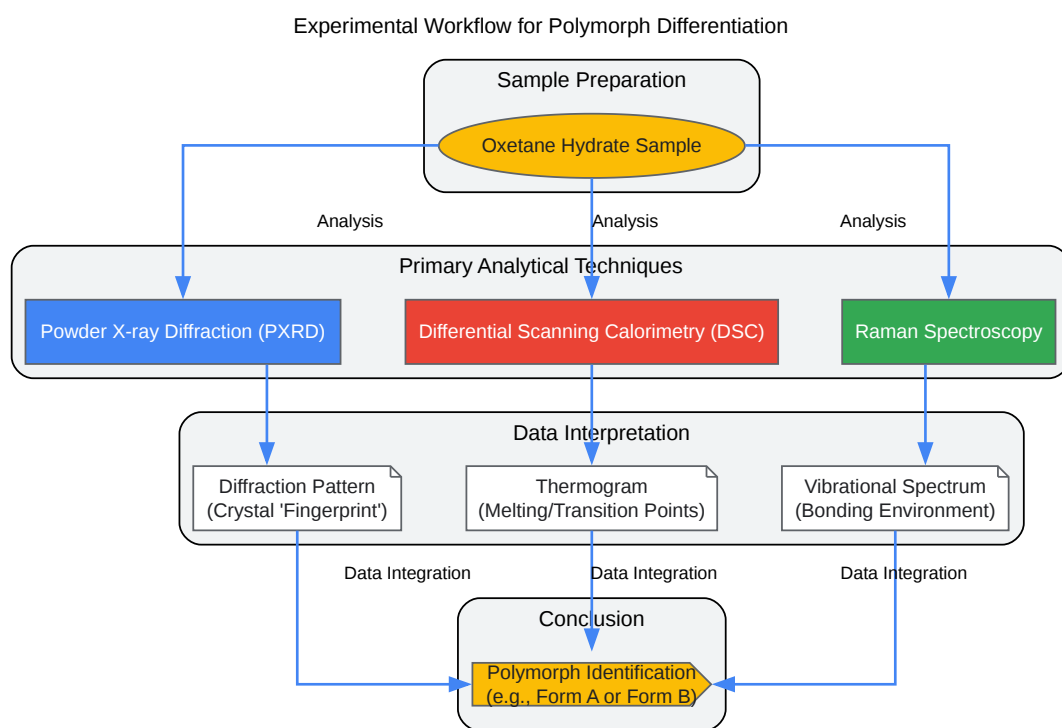 Experimental Workflow for Polymorph Differentiation
Sample Preparation
Oxetane Hydrate Sample
Analysis
Analysis
Analysis
Primary Analytical Techniques
Powder X-ray Diffraction (PXRD)
Differential Scanning Calorimetry (DSC)
Raman Spectroscopy
Data Interpretation
Diffraction Pattern
(Crystal 'Fingerprint')
Thermogram
(Melting/Transition Points)
Vibrational Spectrum
(Bonding Environment)
Data Integration
Data Integration
Data Integration
Conclusion
Polymorph Identification
(e.g., Form A or Form B)